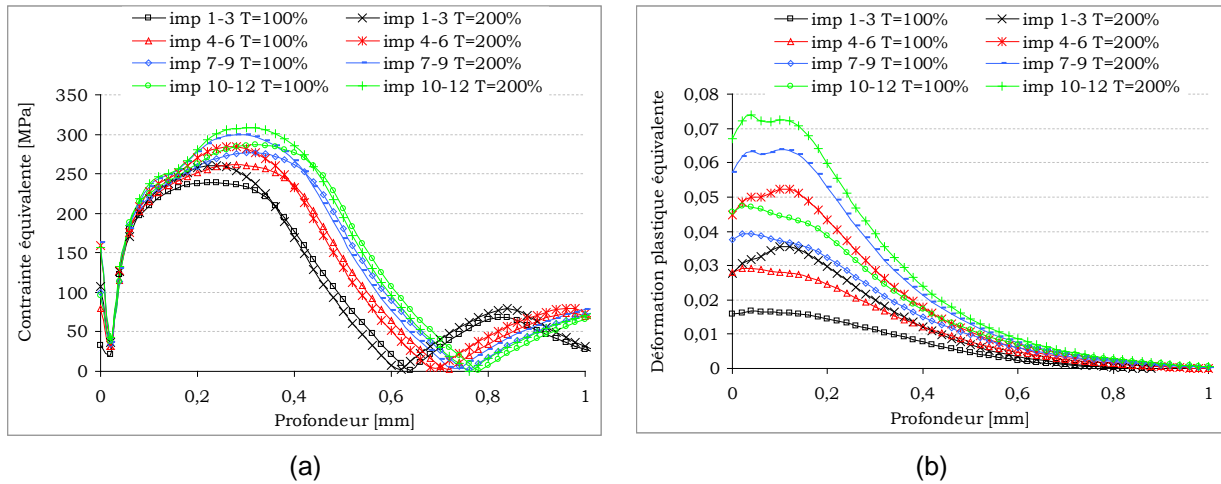 imp 1-3 T=100% imp 1-3 T=200%
imp 4-6 T=100% imp 4-6 T=200%
imp 7-9 T=100% imp 7-9 T=200%
imp 10-12 T=100% imp 10-12 T=200%
Contrainte équivalente [MPa]
350
300
250
200
150
100
50
0
0,0 0,2 0,4 0,6 0,8 1
Profondeur [mm]
(a)
imp 1-3 T=100% imp 1-3 T=200%
imp 4-6 T=100% imp 4-6 T=200%
imp 7-9 T=100% imp 7-9 T=200%
imp 10-12 T=100% imp 10-12 T=200%
Déformation plastique équivalente
0,08
0,07
0,06
0,05
0,04
0,03
0,02
0,01
0
0,0 0,2 0,4 0,6 0,8 1
Profondeur [mm]
(b)